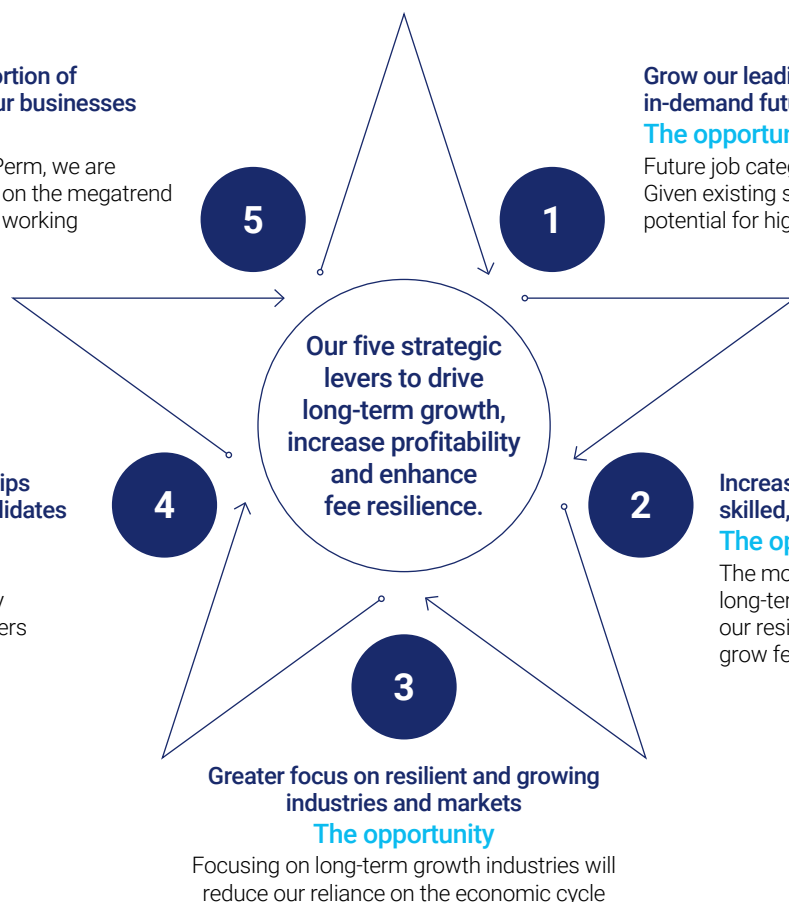 ortion of
ur businesses
Perm, we are
on the megatrend
working
5
1
Grow our leadi
in-demand futu
The opportun
Future job categ
Given existing s
potential for hig
Our five strategic
levers to drive
long-term growth,
increase profitability
and enhance
fee resilience.
ips
lidates
ers
4
2
Increas
skilled,
The op
The mo
long-ter
our resi
grow fe
3
Greater focus on resilient and growing
industries and markets
The opportunity
Focusing on long-term growth industries will
reduce our reliance on the economic cycle